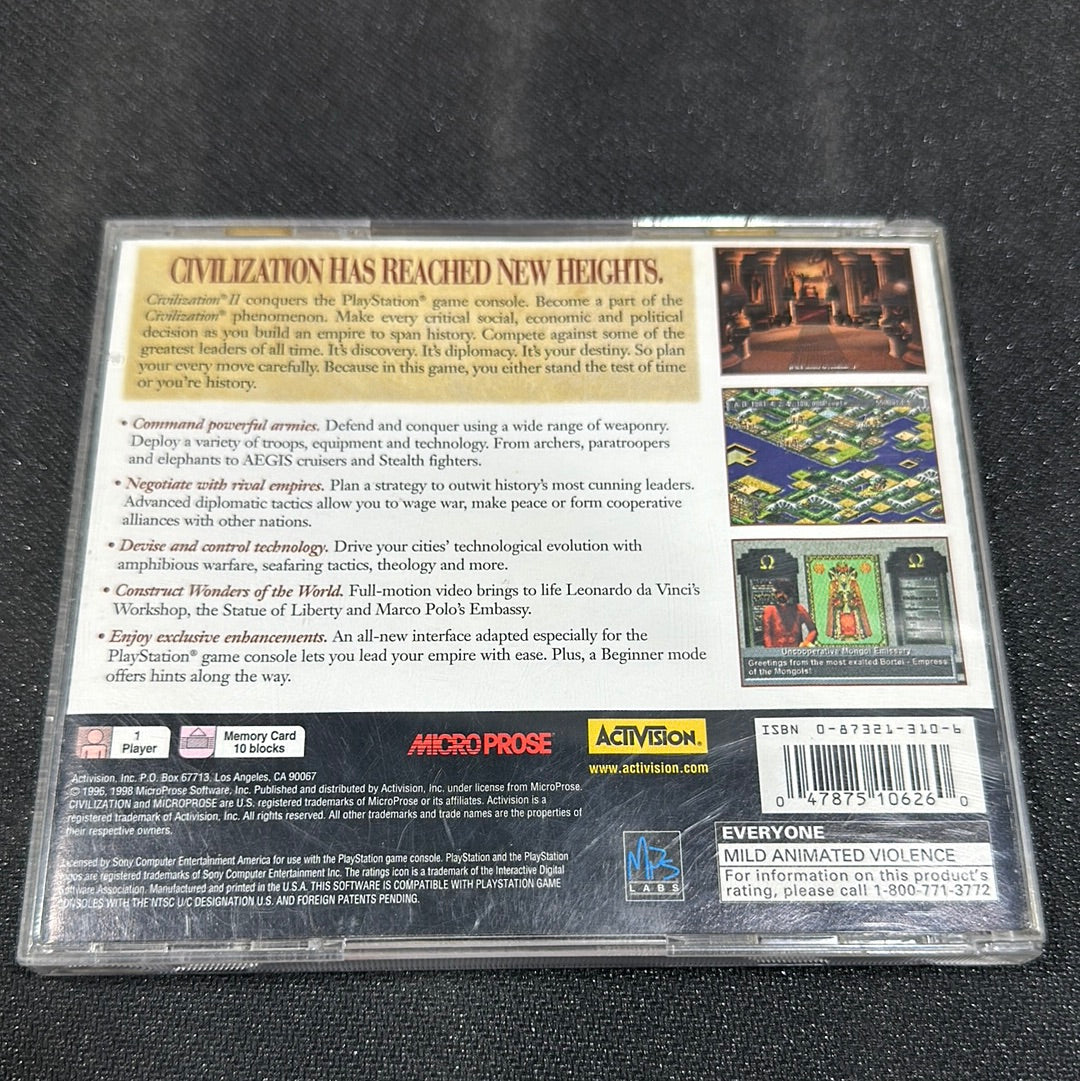 CIVILIZATION HAS REACHED NEW HEIGHTS.
Civilization® II conquers the PlayStation® game console. Become a part of the
Civilization® phenomenon. Make every critical social, economic and political
decision as you build an empire to span history. Compete against some of the
greatest leaders of all time. It's discovery. It's diplomacy. It's your destiny. So plan
your every move carefully. Because in this game, you either stand the test of time
or you're history.
• Command powerful armies. Defend and conquer using a wide range of weaponry.
Deploy a variety of troops, equipment and technology. From archers, paratroopers
and elephants to AEGIS cruisers and Stealth fighters.
• Negotiate with rival empires. Plan a strategy to outwit history's most cunning leaders.
Advanced diplomatic tactics allow you to wage war, make peace or form cooperative
alliances with other nations.
• Devise and control technology. Drive your cities' technological evolution with
amphibious warfare, seafaring tactics, theology and more.
• Construct Wonders of the World. Full-motion video brings to life Leonardo da Vinci's
Workshop, the Statue of Liberty and Marco Polo's Embassy.
• Enjoy exclusive enhancements. An all-new interface adapted especially for the
PlayStation® game console lets you lead your empire with ease. Plus, a Beginner mode
offers hints along the way.
Uncooperative Mongol Emissary
Greetings from the most exalted Bortei - Empress
of the Mongols!
1
Player
Memory Card
10 blocks
MICROPROSE
ACTIVISION®
www.activision.com
ISBN 0-87321-310-6
0 47875 10626 0
Activision, Inc. P.O. Box 67713, Los Angeles, CA 90067
© 1996, 1998 MicroProse Software, Inc. Published and distributed by Activision, Inc. under license from MicroProse.
CIVILIZATION and MICROPROSE are U.S. registered trademarks of MicroProse or its affiliates. Activision is a
registered trademark of Activision, Inc. All rights reserved. All other trademarks and trade names are the properties of
their respective owners.
Licensed by Sony Computer Entertainment America for use with the PlayStation game console. PlayStation and the PlayStation
logos are registered trademarks of Sony Computer Entertainment Inc. The ratings icon is a trademark of the Interactive Digital
Software Association. Manufactured and printed in the U.S.A. THIS SOFTWARE IS COMPATIBLE WITH PLAYSTATION GAME
CONSOLES WITH THE NTSC U/C DESIGNATION U.S. AND FOREIGN PATENTS PENDING.
LABS
EVERYONE
MILD ANIMATED VIOLENCE
For information on this product's
rating, please call 1-800-771-3772